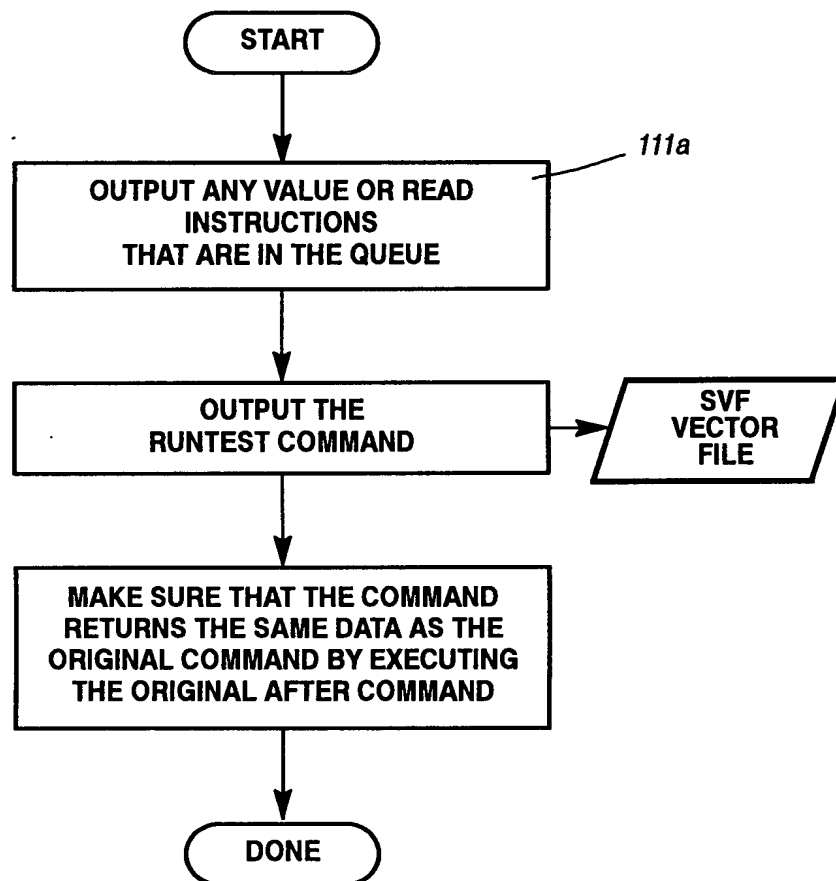 START
111a
OUTPUT ANY VALUE OR READ
INSTRUCTIONS
THAT ARE IN THE QUEUE
OUTPUT THE
RUNTEST COMMAND
SVF
VECTOR
FILE
MAKE SURE THAT THE COMMAND
RETURNS THE SAME DATA AS THE
ORIGINAL COMMAND BY EXECUTING
THE ORIGINAL AFTER COMMAND
DONE